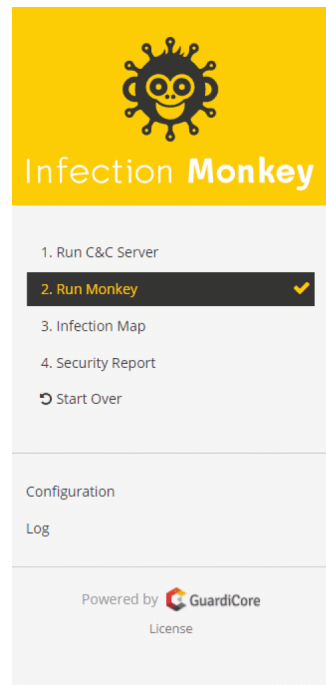 Infection Monkey
1. Run C&C Server
2. Run Monkey
3. Infection Map
4. Security Report
Start Over
Configuration
Log
Powered by GuardiCore
License